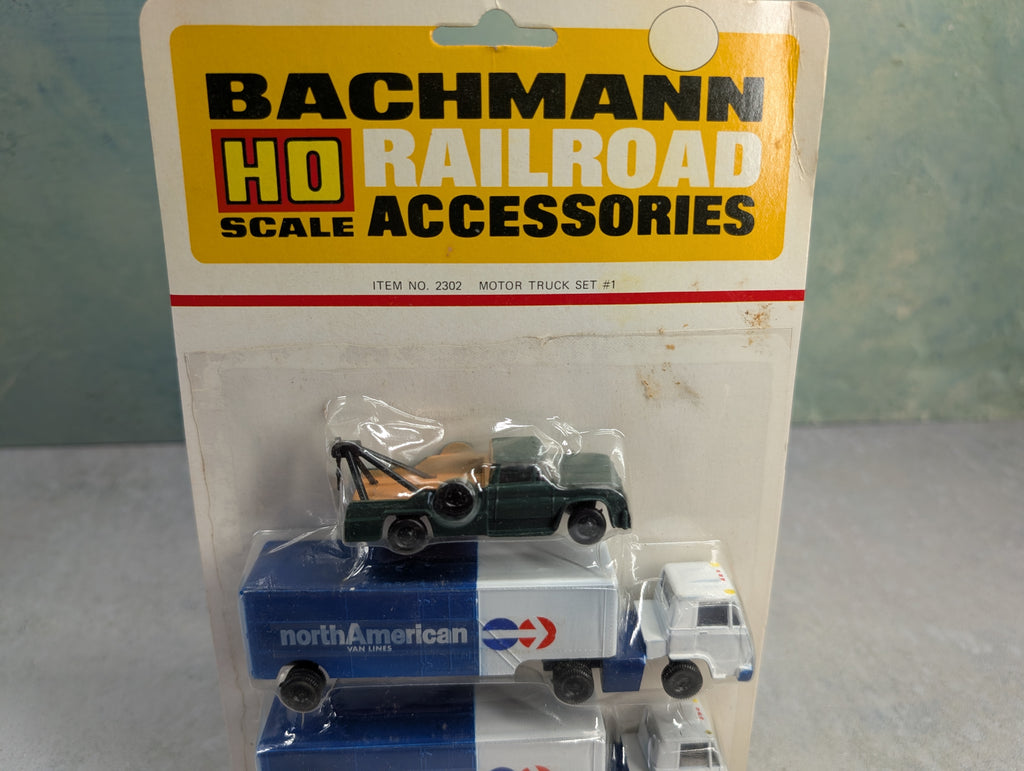 BACHMANN
HO RAILROAD
SCALE ACCESSORIES
ITEM NO. 2302 MOTOR TRUCK SET #1
northAmerican
VAN LINES